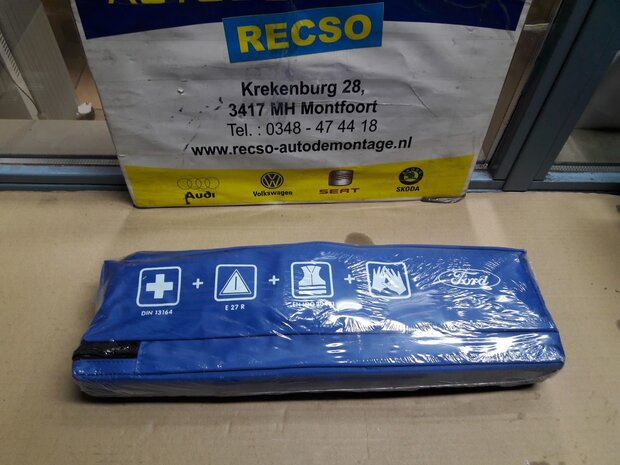 RECSO
Krekenburg 28,
3417 MH Montfoort
Tel. : 0348 - 47 44 18
www.recso-autodemontage.nl
Audi
Volkswagen
SEAT
SKODA
+ + +
Ford
DIN 13164
E 27 R